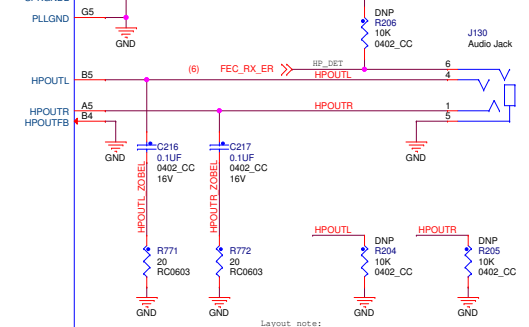 DNP
R206
10K
0402_CC
PLLGND
G5
GND
J130
Audio Jack
(6)
FEC_RX_ER
HP_DET
6
HPOUTL
B5
HPOUTL
4
HPOUTR
A5
HPOUTR
1
HPOUTFB
B4
5
GND
GND
C216
0.1UF
0402_CC
16V
C217
0.1UF
0402_CC
16V
HPOUTL_ZOBEL
HPOUTR_ZOBEL
HPOUTL
HPOUTR
R771
20
RC0603
R772
20
RC0603
DNP
R204
10K
0402_CC
DNP
R205
10K
0402_CC
GND
GND
GND
GND
Layout note: